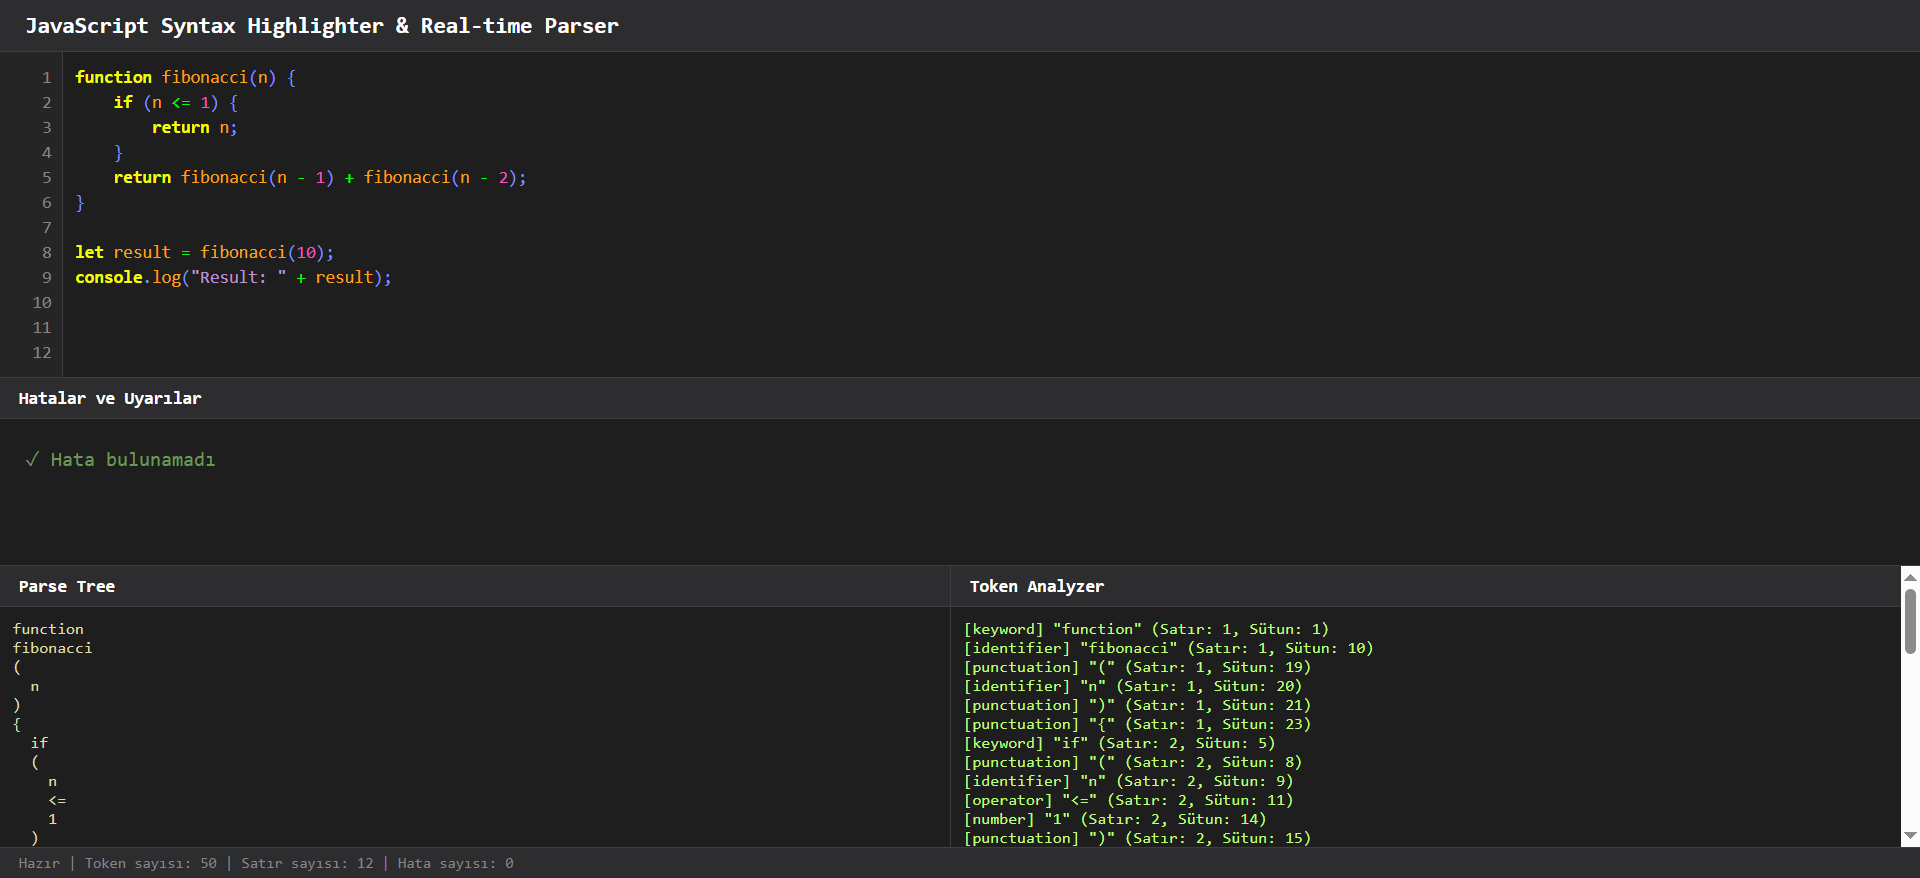 JavaScript Syntax Highlighter & Real-time Parser
1 function fibonacci(n) {
2     if (n <= 1) {
3         return n;
4     }
5     return fibonacci(n - 1) + fibonacci(n - 2);
6 }
7
8 let result = fibonacci(10);
9 console.log("Result: " + result);
10
11
12
Hatalar ve Uyarılar
✓ Hata bulunamadı
Parse Tree
function
fibonacci
(
  n
)
{
  if
  (
    n
    <=
    1
  )
Token Analyzer
[keyword] "function" (Satır: 1, Sütun: 1)
[identifier] "fibonacci" (Satır: 1, Sütun: 10)
[punctuation] "(" (Satır: 1, Sütun: 19)
[identifier] "n" (Satır: 1, Sütun: 20)
[punctuation] ")" (Satır: 1, Sütun: 21)
[punctuation] "{" (Satır: 1, Sütun: 23)
[keyword] "if" (Satır: 2, Sütun: 5)
[punctuation] "(" (Satır: 2, Sütun: 8)
[identifier] "n" (Satır: 2, Sütun: 9)
[operator] "<=" (Satır: 2, Sütun: 11)
[number] "1" (Satır: 2, Sütun: 14)
[punctuation] ")" (Satır: 2, Sütun: 15)
Hazır | Token sayısı: 50 | Satır sayısı: 12 | Hata sayısı: 0